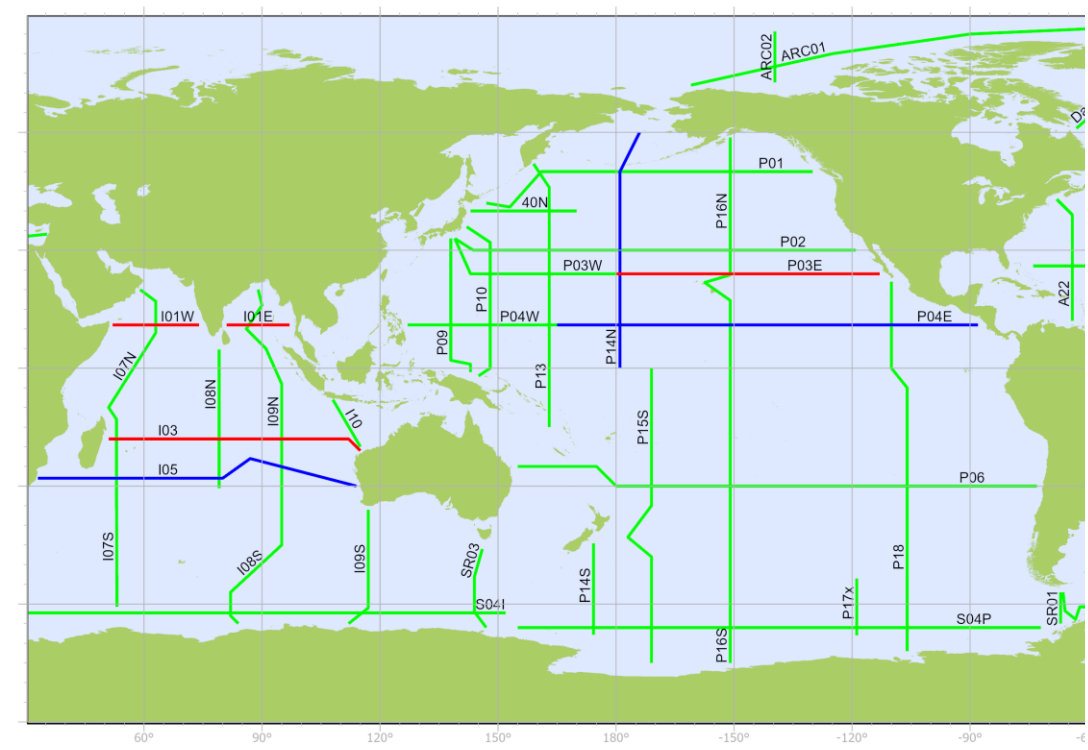 ARC02
ARC01
Da
P01
40N
P16N
P02
P03W
P03E
A22
I01W
I01E
P10
P04W
P04E
P09
P14N
I07N
I08N
P13
I09N
I10
P15S
I03
I05
P06
I07S
I08S
I09S
SR03
P14S
P18
P17x
S04I
SR01
S04P
P16S
60°
90°
120°
150°
180°
-150°
-120°
-90°
-6